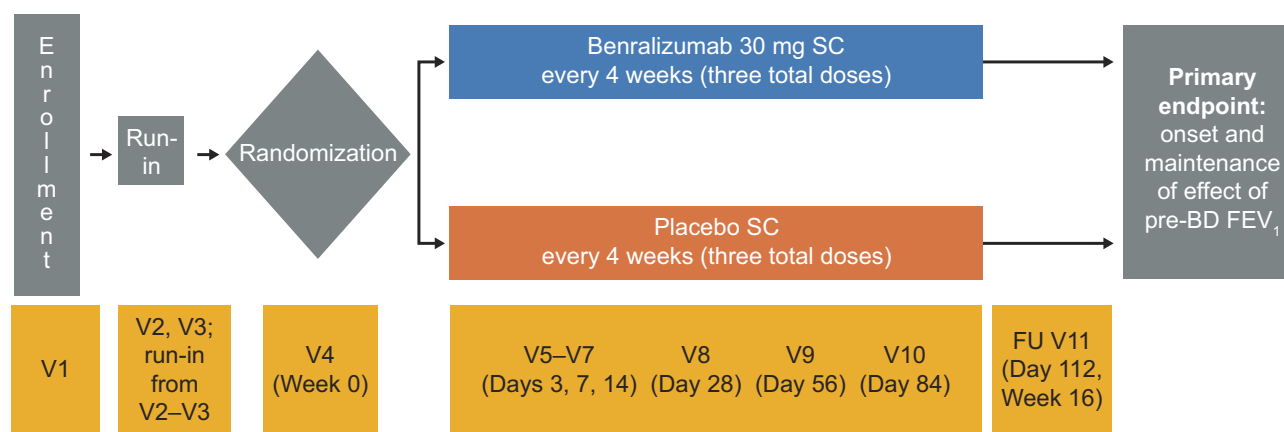 Enrollment
Run-
in
Randomization
Benralizumab 30 mg SC
every 4 weeks (three total doses)
Placebo SC
every 4 weeks (three total doses)
Primary
endpoint:
onset and
maintenance
of effect of
pre-BD FEV₁
V1
V2, V3;
run-in
from
V2–V3
V4
(Week 0)
V5–V7
(Days 3, 7, 14)
V8
(Day 28)
V9
(Day 56)
V10
(Day 84)
FU V11
(Day 112,
Week 16)